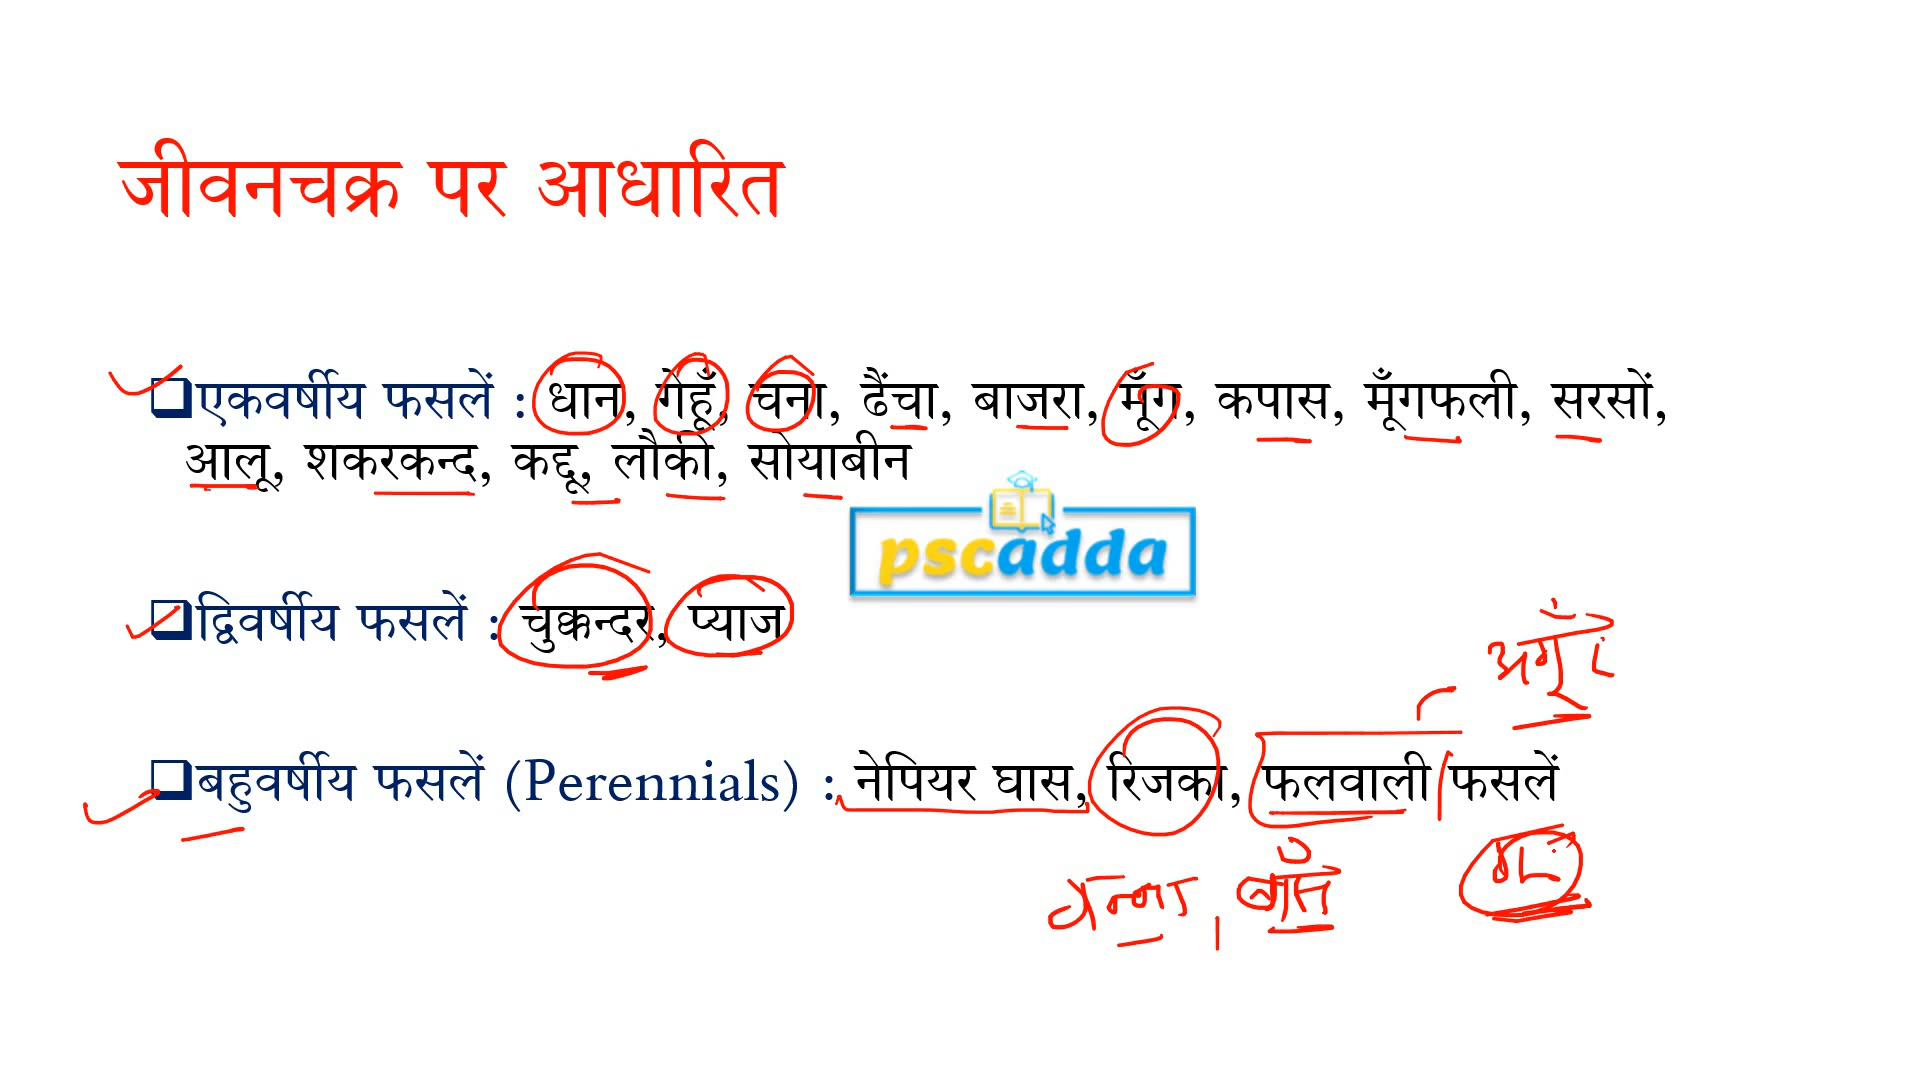 जीवनचक्र पर आधारित
एकवर्षीय फसलें : धान, गेहूँ, चना, ढैंचा, बाजरा, मूँग, कपास, मूँगफली, सरसों,
आलू, शकरकन्द, कद्दू, लौकी, सोयाबीन
pscadda
द्विवर्षीय फसलें : चुक्कन्दर, प्याज
बहुवर्षीय फसलें (Perennials) : नेपियर घास, रिजका, फलवाली फसलें